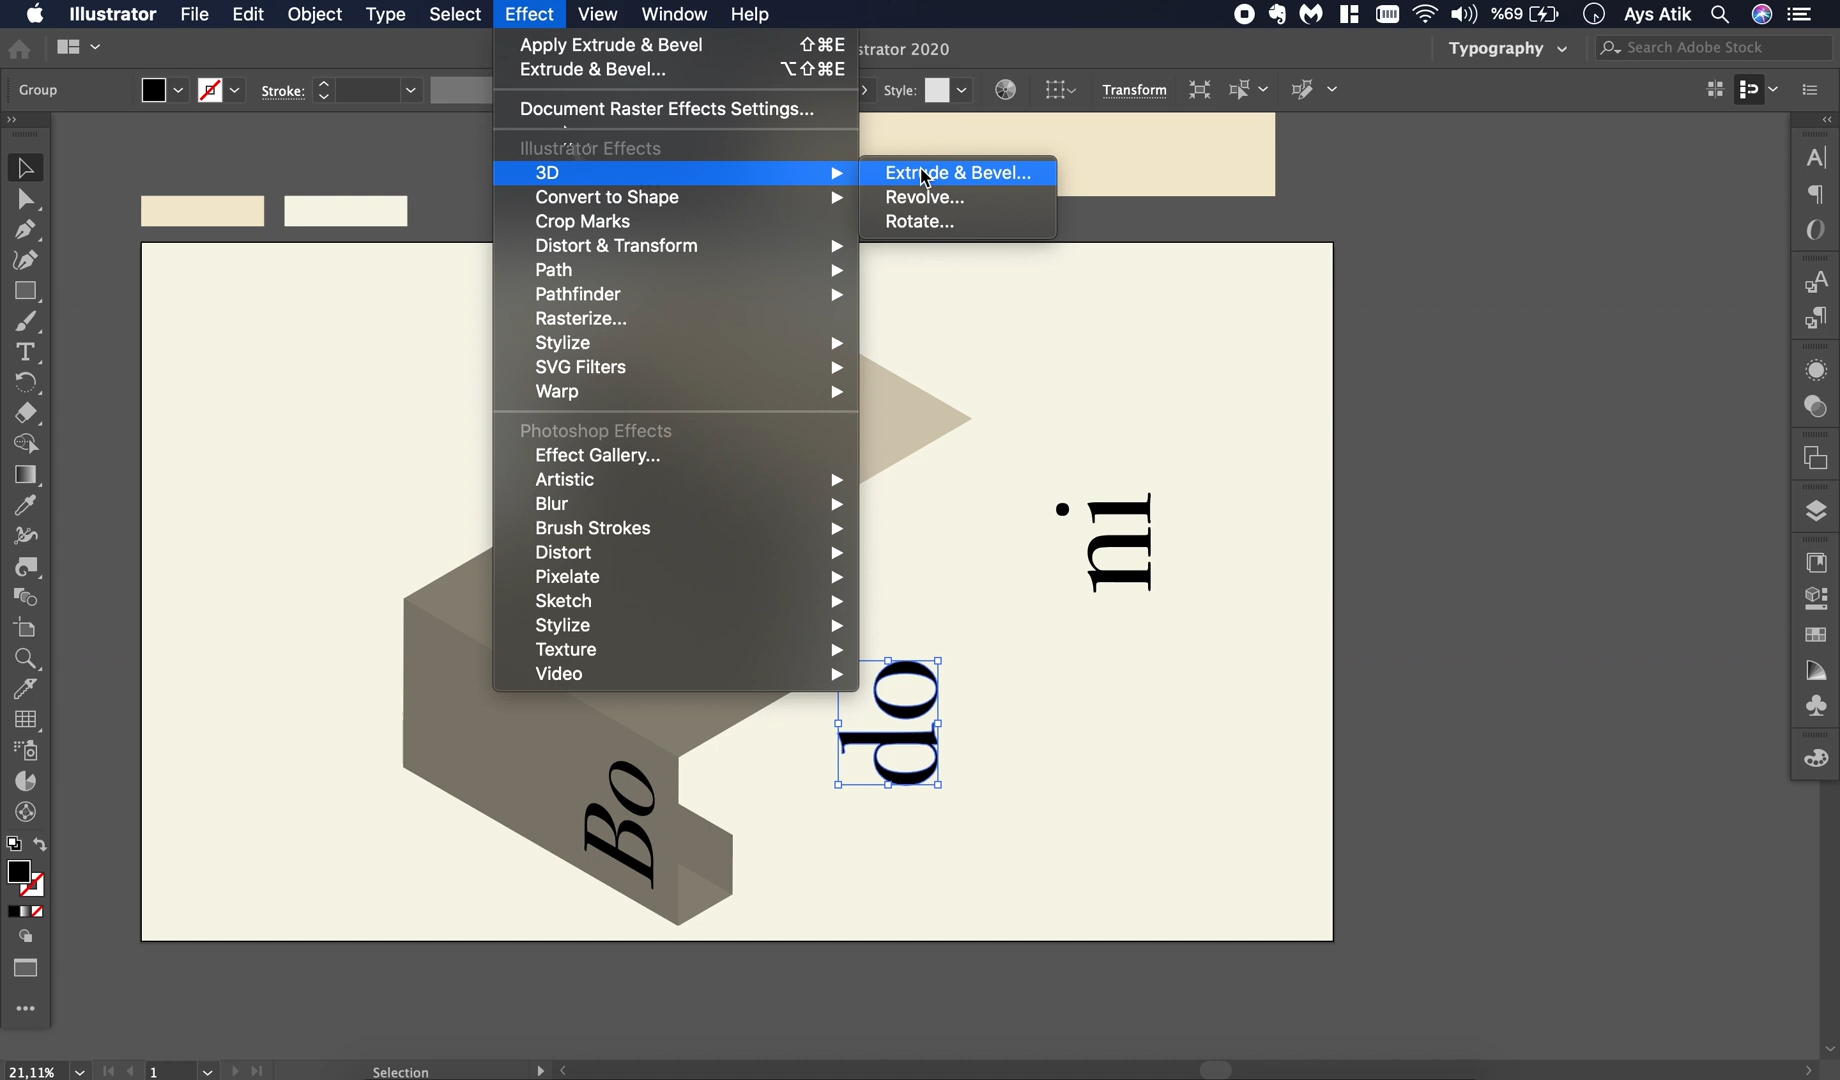 Illustrator File Edit Object Type Select Effect View Window Help %69 Ays Atik
strator 2020 Typography Search Adobe Stock
Group Stroke: Style: Transform
Apply Extrude & Bevel ⇧⌘E
Extrude & Bevel... ⌥⇧⌘E
Document Raster Effects Settings...
Illustrator Effects
3D
Convert to Shape
Crop Marks
Distort & Transform
Path
Pathfinder
Rasterize...
Stylize
SVG Filters
Warp
Photoshop Effects
Effect Gallery...
Artistic
Blur
Brush Strokes
Distort
Pixelate
Sketch
Stylize
Texture
Video
Extrude & Bevel...
Revolve...
Rotate...
Bo
do
ni
21,11% 1 Selection